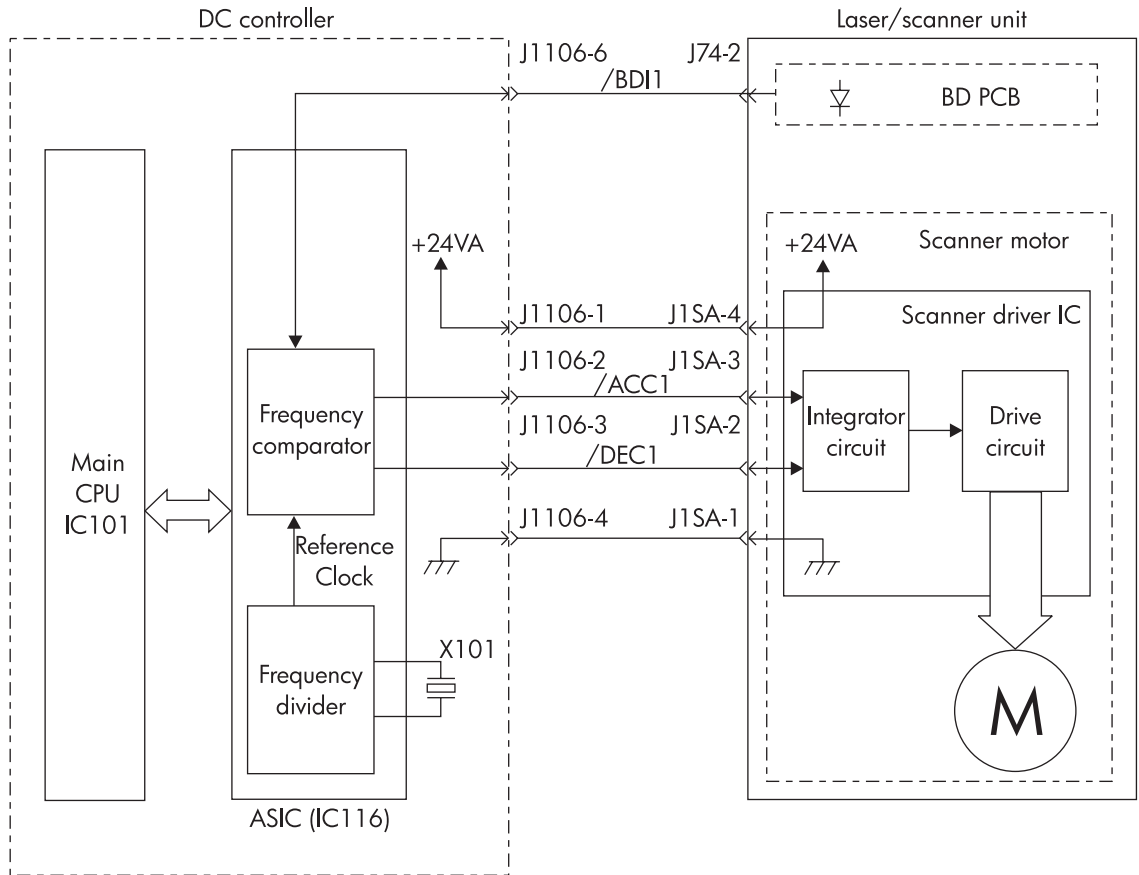 DC controller
Laser/scanner unit
J1106-6
J74-2
/BDI1
BD PCB
+24VA
+24VA
Scanner motor
J1106-1
J1SA-4
Scanner driver IC
J1106-2
J1SA-3
/ACC1
Frequency
comparator
Integrator
circuit
Drive
circuit
J1106-3
J1SA-2
/DEC1
Main
CPU
IC101
J1106-4
J1SA-1
Reference
Clock
X101
Frequency
divider
M
ASIC (IC116)